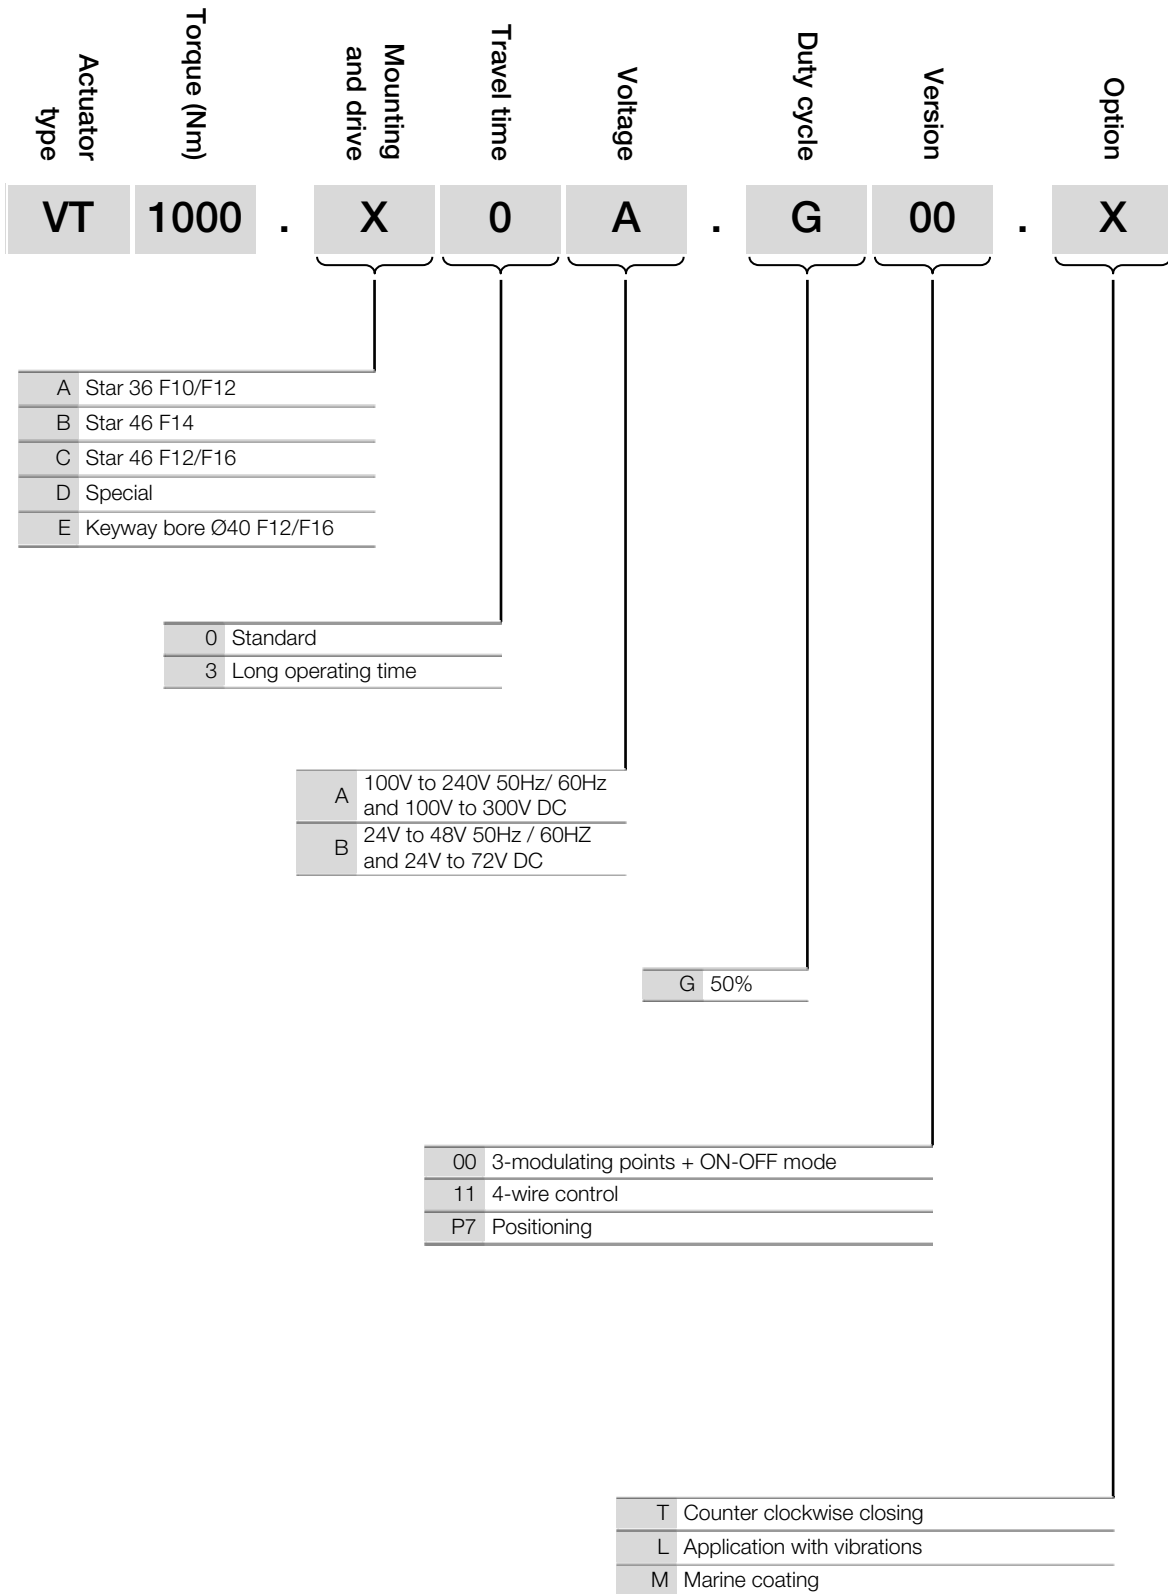 Actuator
type
Torque (Nm)
Mounting
and drive
Travel time
Voltage
Duty cycle
Version
Option
VT 1000 . X 0 A . G 00 . X
A Star 36 F10/F12
B Star 46 F14
C Star 46 F12/F16
D Special
E Keyway bore Ø40 F12/F16
0 Standard
3 Long operating time
A 100V to 240V 50Hz/ 60Hz
and 100V to 300V DC
B 24V to 48V 50Hz / 60HZ
and 24V to 72V DC
G 50%
00 3-modulating points + ON-OFF mode
11 4-wire control
P7 Positioning
T Counter clockwise closing
L Application with vibrations
M Marine coating